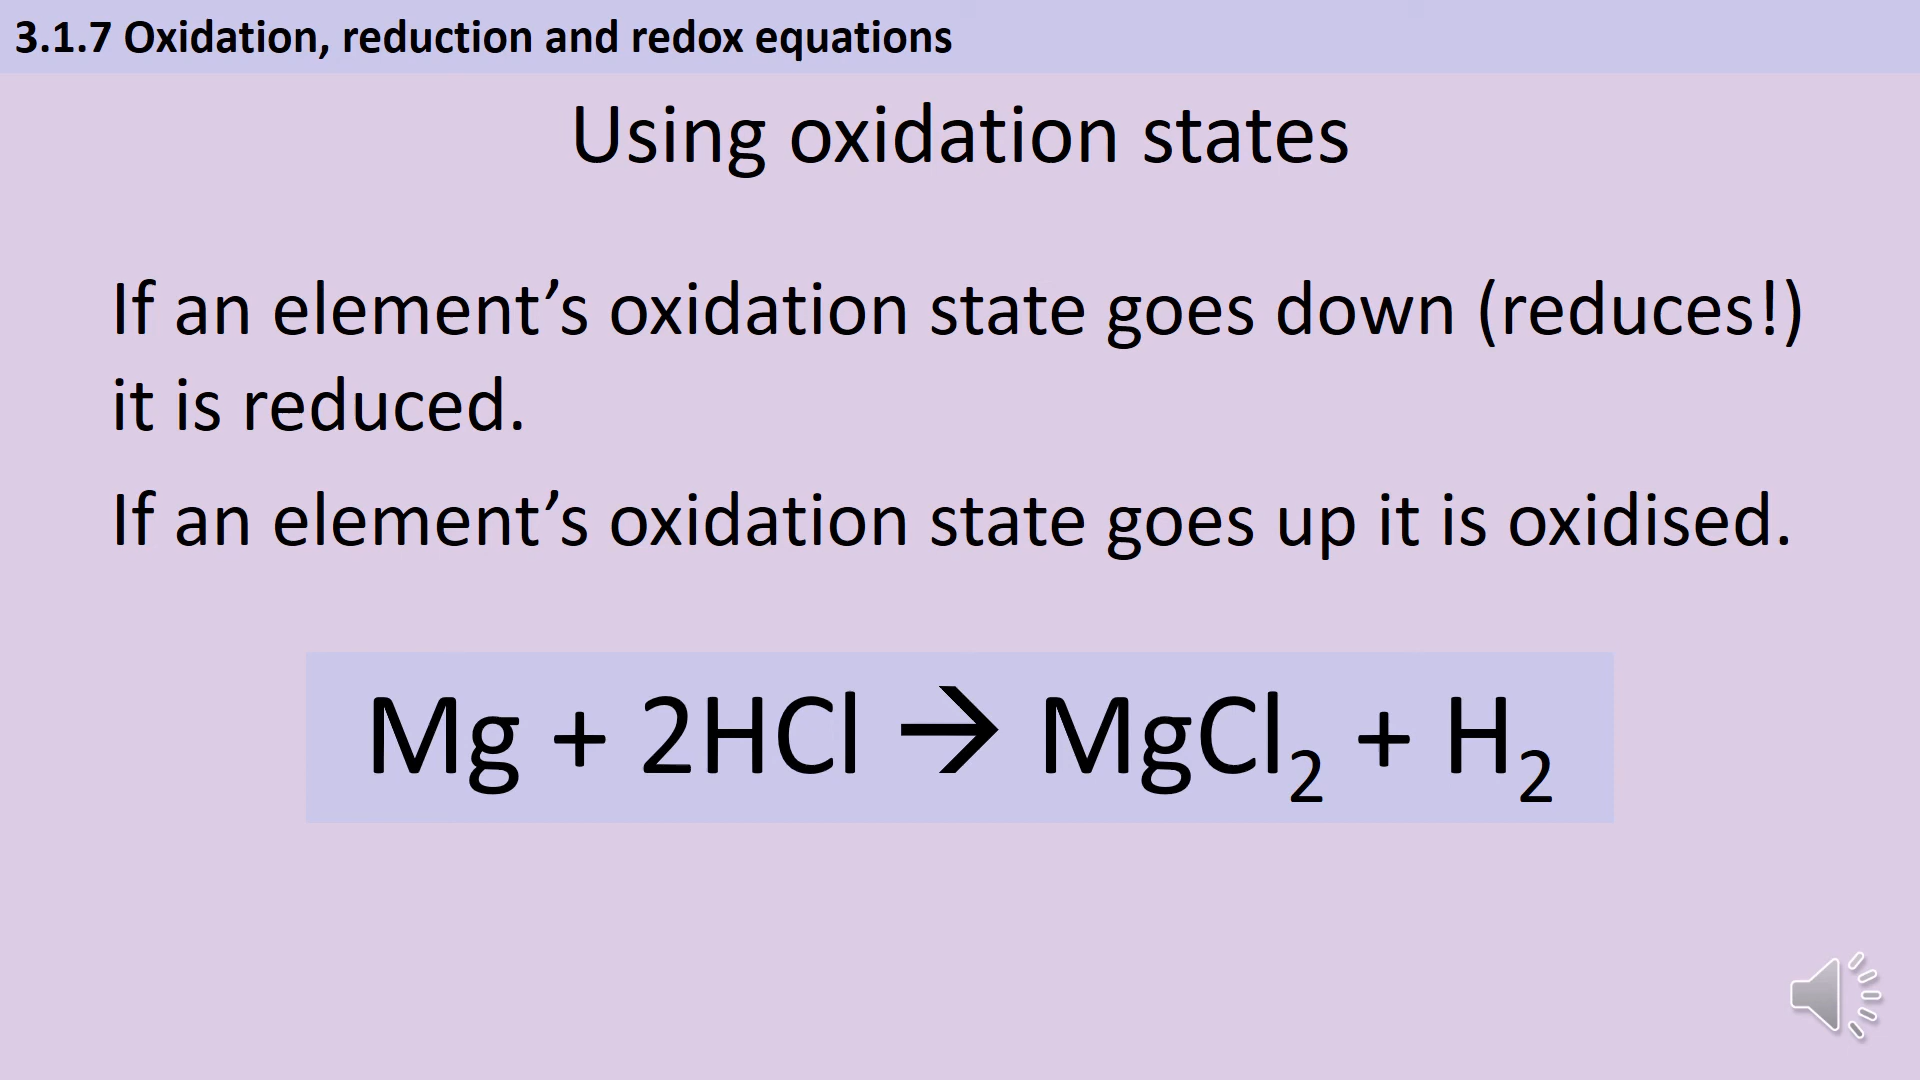 3.1.7 Oxidation, reduction and redox equations
Using oxidation states
If an element’s oxidation state goes down (reduces!)
it is reduced.
If an element’s oxidation state goes up it is oxidised.
Mg + 2HCl → MgCl₂ + H₂